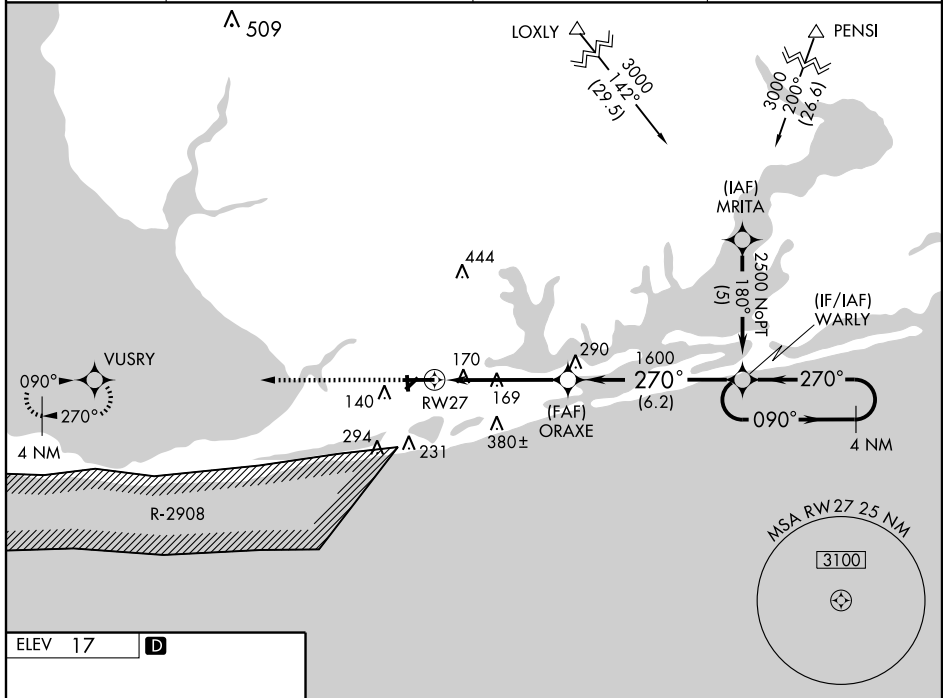 509
LOXLY
PENSI
3000
142°
(29.5)
3000
200°
(26.6)
(IAF)
MRITA
2500 NoPT
180°
(5)
(IF/IAF)
WARLY
444
VUSRY
090°
270°
4 NM
170
290
1600
270°
(6.2)
270°
090°
4 NM
140
RW27
169
(FAF)
ORAXE
294
231
380±
R-2908
MSA RW 27 25 NM
3100
ELEV 17
D